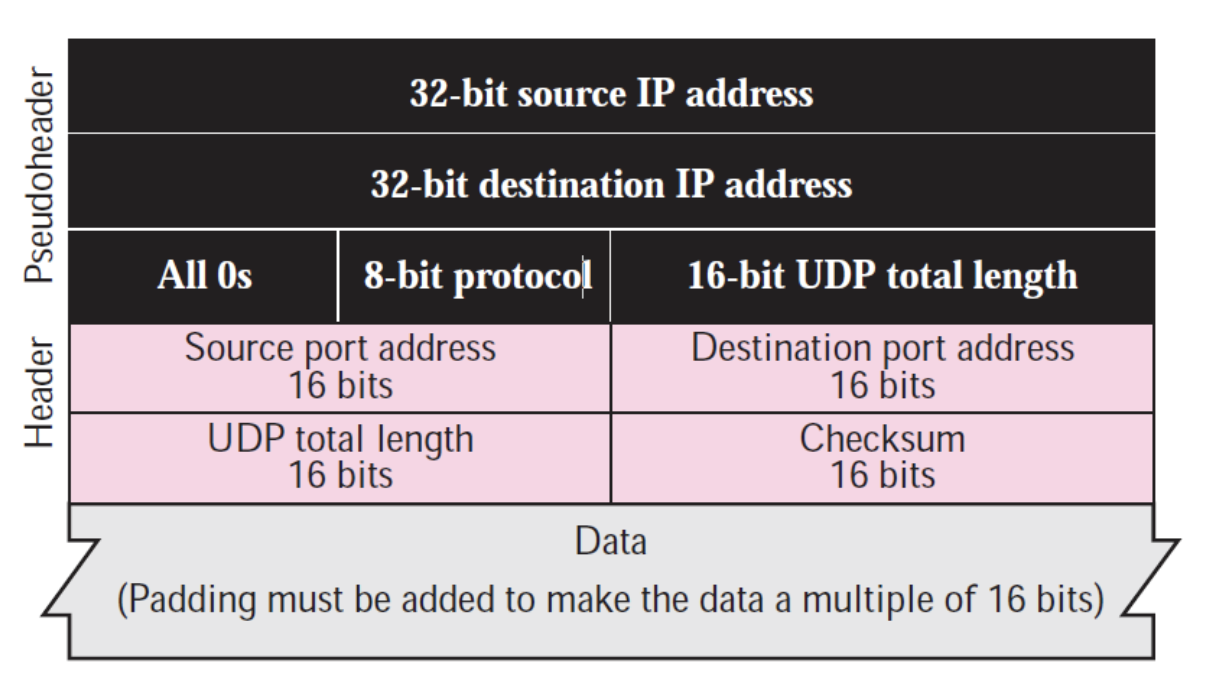 Pseudoheader
32-bit source IP address
32-bit destination IP address
All 0s
8-bit protocol
16-bit UDP total length
Header
Source port address
16 bits
Destination port address
16 bits
UDP total length
16 bits
Checksum
16 bits
Data
(Padding must be added to make the data a multiple of 16 bits)